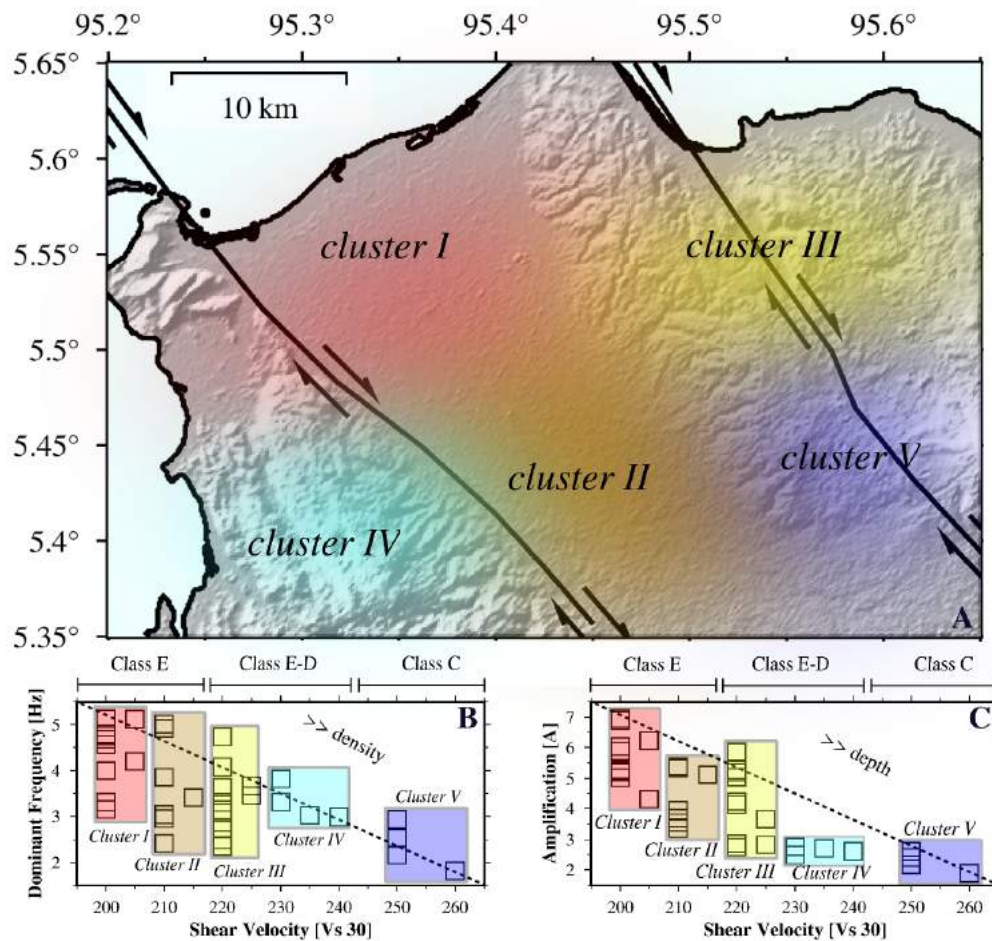 95.2° 95.3° 95.4° 95.5° 95.6°
5.65°
10 km
5.6°
cluster I
cluster III
5.55°
5.5°
5.45°
cluster II
cluster V
cluster IV
5.4°
A
5.35°
Class E Class E-D Class C
Dominant Frequency [Hz]
5
4
3
2
B
>> density
Cluster I
Cluster II
Cluster III
Cluster IV
Cluster V
200 210 220 230 240 250 260
Shear Velocity [Vs 30]
Class E Class E-D Class C
Amplification [A]
7
6
5
4
3
2
C
>> depth
Cluster I
Cluster II
Cluster III
Cluster IV
Cluster V
200 210 220 230 240 250 260
Shear Velocity [Vs 30]